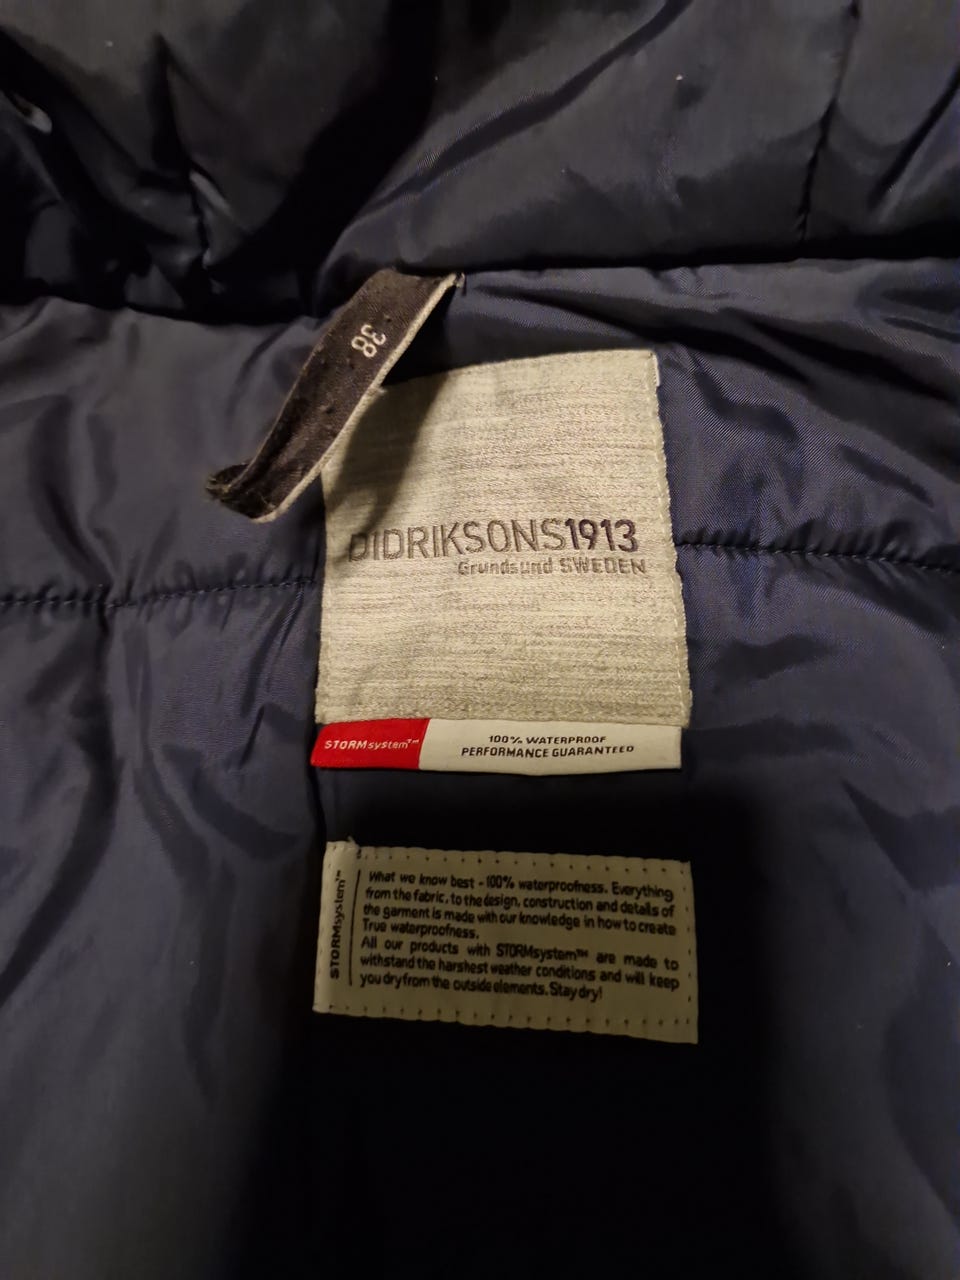 38
DIDRIKSONS1913
Grundsund SWEDEN
STORMsystem™
100% WATERPROOF
PERFORMANCE GUARANTEED
STORMsystem™
What we know best - 100% waterproofness. Everything
from the fabric, to the design, construction and details of
the garment is made with our knowledge in how to create
True waterproofness.
All our products with STORMsystem™ are made to
withstand the harshest weather conditions and will keep
you dry from the outside elements. Stay dry!